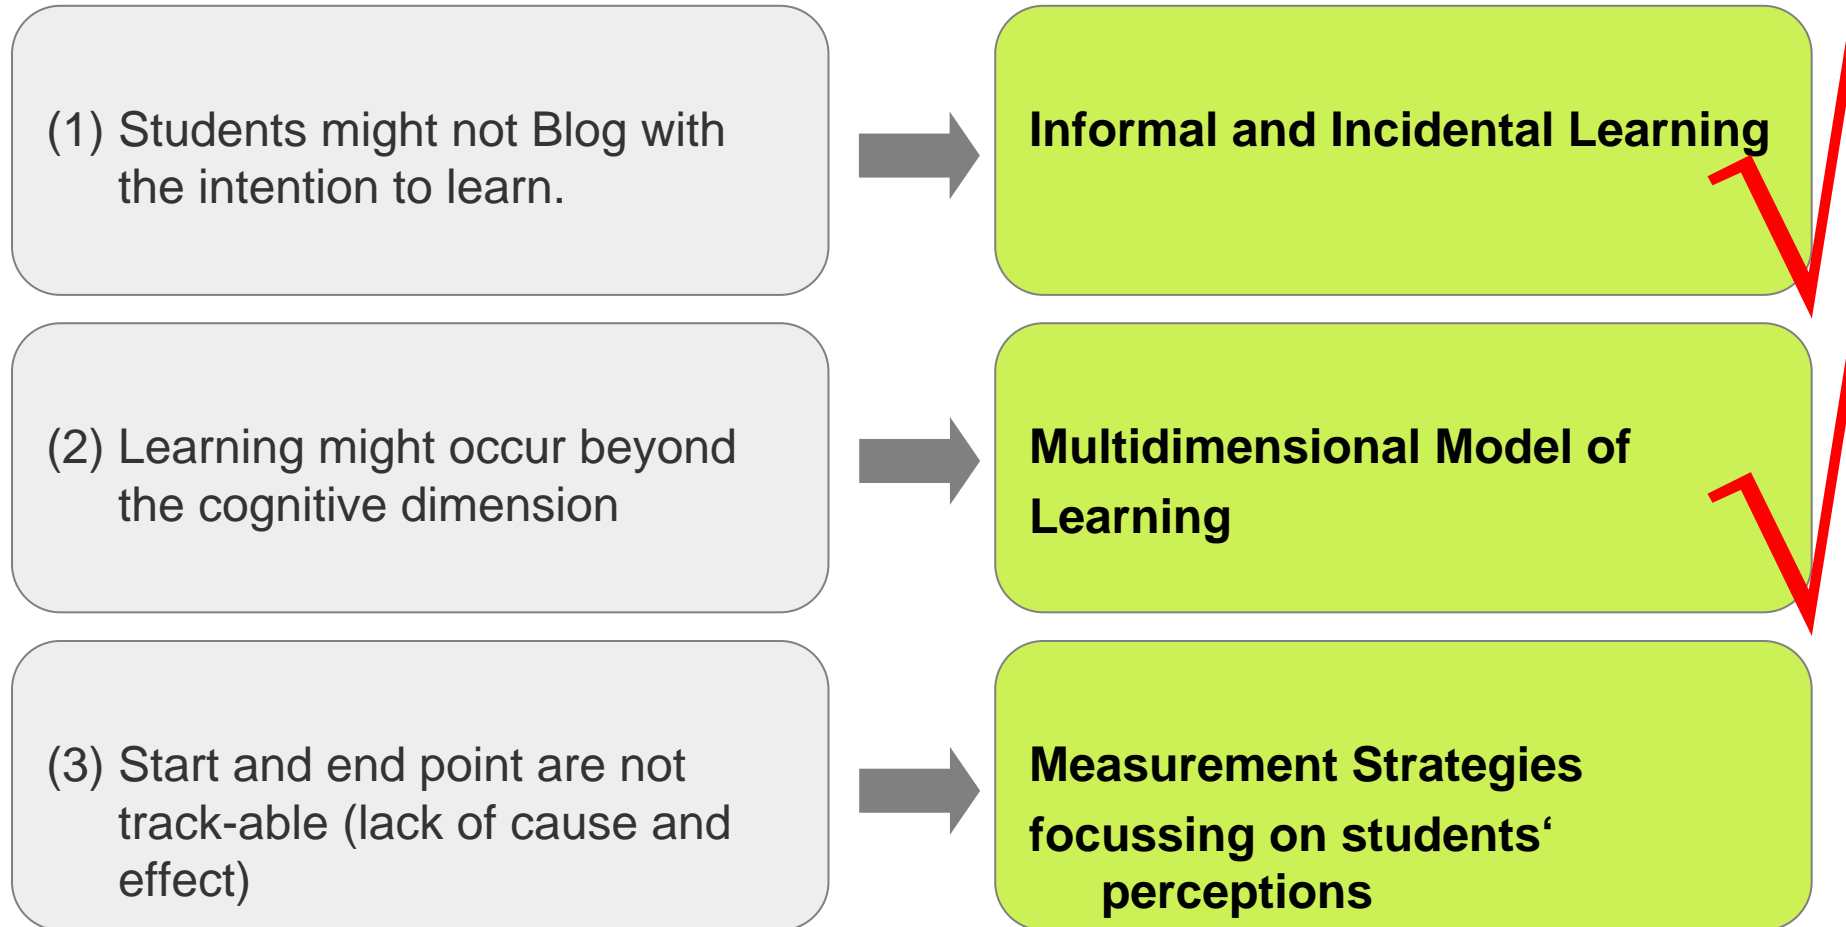 (1) Students might not Blog with
the intention to learn.
Informal and Incidental Learning
(2) Learning might occur beyond
the cognitive dimension
Multidimensional Model of
Learning
(3) Start and end point are not
track-able (lack of cause and
effect)
Measurement Strategies
focussing on students‘
perceptions